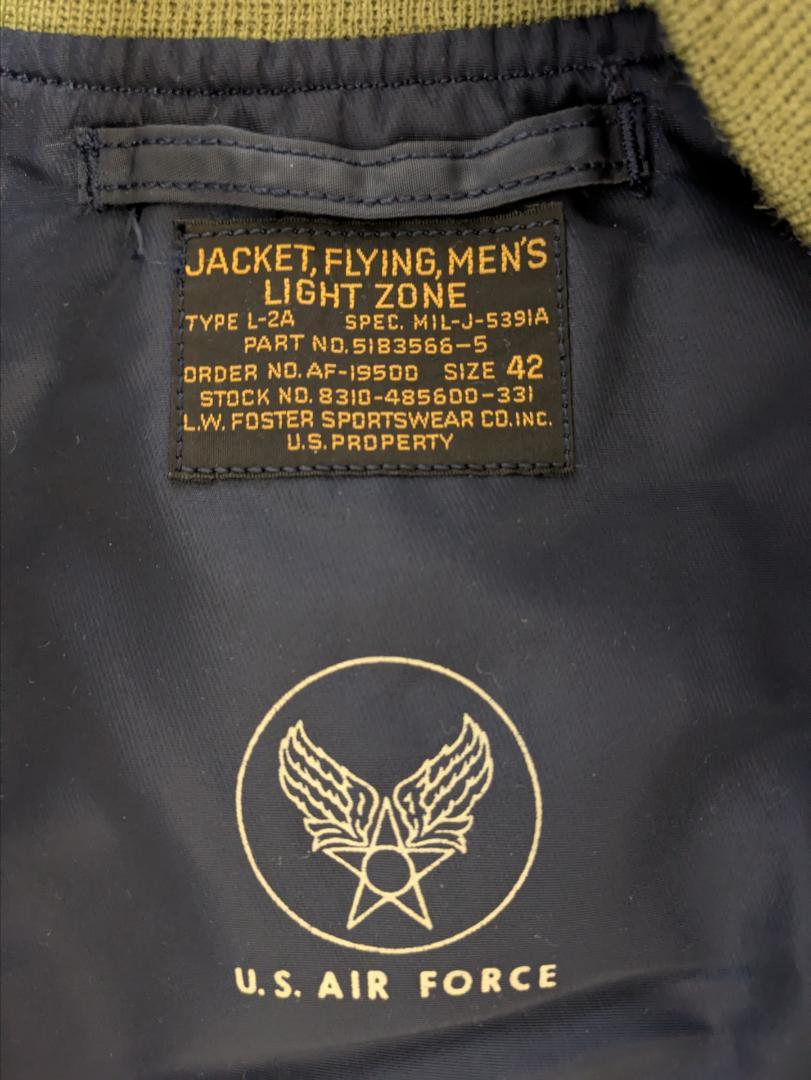 JACKET, FLYING, MEN'S
LIGHT ZONE
TYPE L-2A SPEC. MIL-J-5391A
PART NO. 51B3566-5
ORDER NO. AF-19500 SIZE 42
STOCK NO. 8310-485600-331
L.W. FOSTER SPORTSWEAR CO. INC.
U.S. PROPERTY
U.S. AIR FORCE